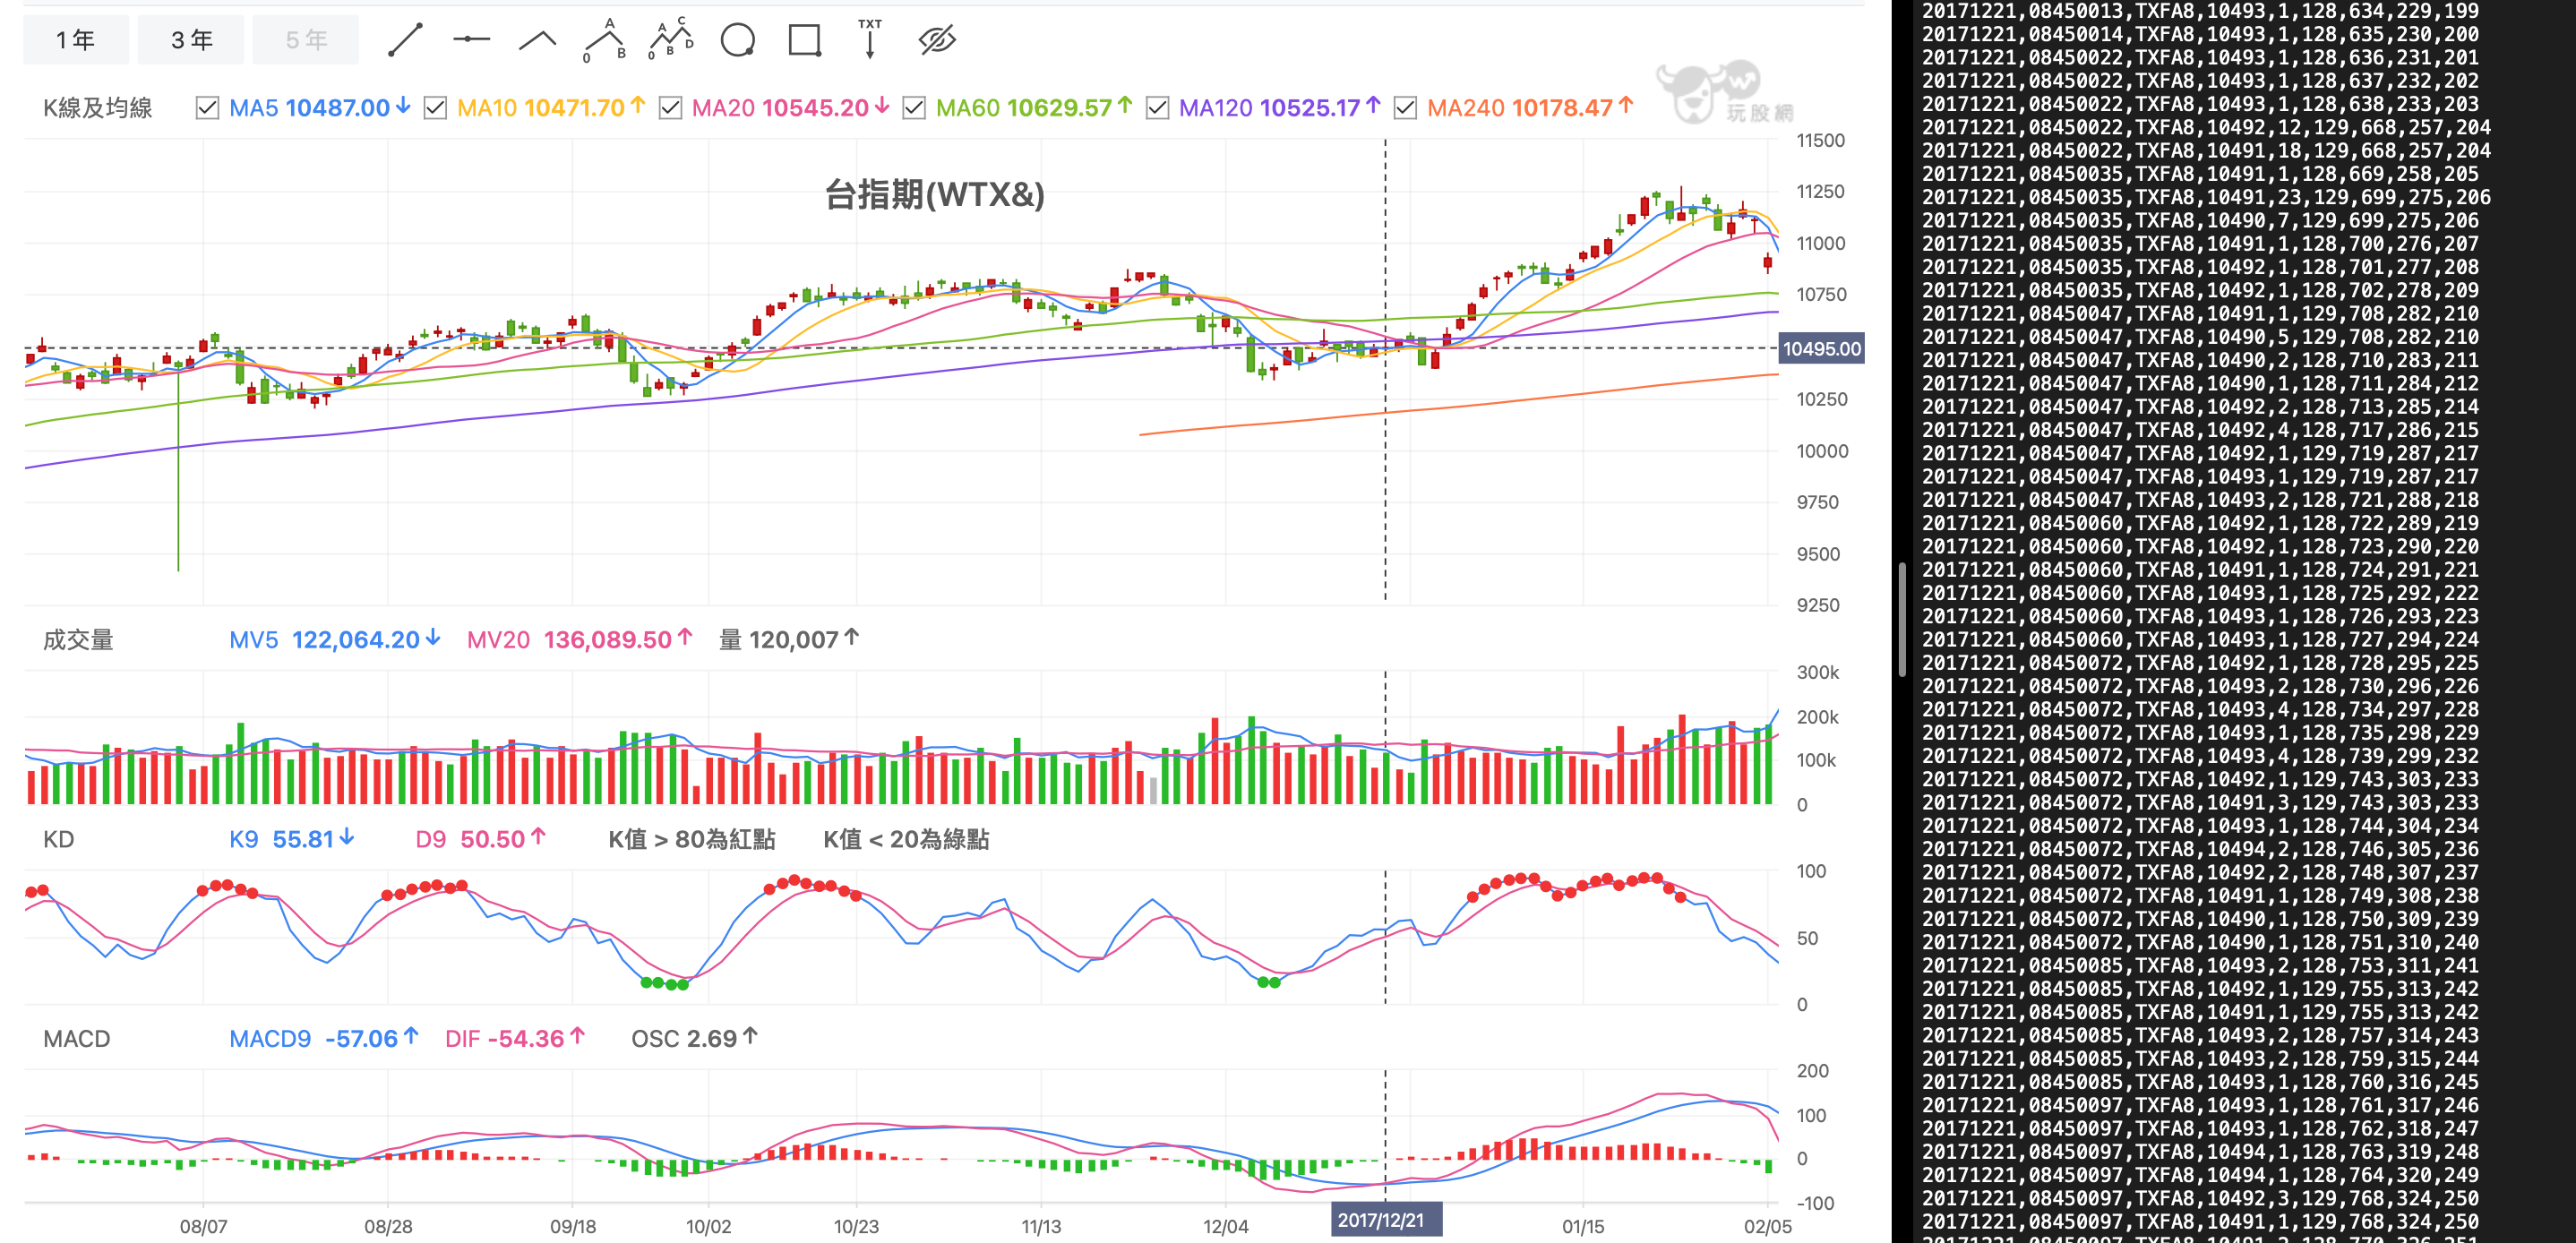 1 年 3 年 5 年 0 A B 0 A B C D TXT
K線及均線 MA5 10487.00↓ MA10 10471.70↑ MA20 10545.20↓ MA60 10629.57↑ MA120 10525.17↑ MA240 10178.47↑
玩股網
台指期(WTX&)
11500
11250
11000
10750
10495.00
10250
10000
9750
9500
9250
成交量 MV5 122,064.20↓ MV20 136,089.50↑ 量 120,007↑
300k
200k
100k
0
KD K9 55.81↓ D9 50.50↑ K值 > 80為紅點 K值 < 20為綠點
100
50
0
MACD MACD9 -57.06↑ DIF -54.36↑ OSC 2.69↑
200
100
0
-100
08/07 08/28 09/18 10/02 10/23 11/13 12/04 2017/12/21 01/15 02/05
20171221,08450013,TXFA8,10493,1,128,634,229,199
20171221,08450014,TXFA8,10493,1,128,635,230,200
20171221,08450022,TXFA8,10493,1,128,636,231,201
20171221,08450022,TXFA8,10493,1,128,637,232,202
20171221,08450022,TXFA8,10493,1,128,638,233,203
20171221,08450022,TXFA8,10492,12,129,668,257,204
20171221,08450022,TXFA8,10491,18,129,668,257,204
20171221,08450035,TXFA8,10491,1,128,669,258,205
20171221,08450035,TXFA8,10491,23,129,699,275,206
20171221,08450035,TXFA8,10490,7,129,699,275,206
20171221,08450035,TXFA8,10491,1,128,700,276,207
20171221,08450035,TXFA8,10492,1,128,701,277,208
20171221,08450035,TXFA8,10492,1,128,702,278,209
20171221,08450047,TXFA8,10491,1,129,708,282,210
20171221,08450047,TXFA8,10490,5,129,708,282,210
20171221,08450047,TXFA8,10490,2,128,710,283,211
20171221,08450047,TXFA8,10490,1,128,711,284,212
20171221,08450047,TXFA8,10492,2,128,713,285,214
20171221,08450047,TXFA8,10492,4,128,717,286,215
20171221,08450047,TXFA8,10492,1,129,719,287,217
20171221,08450047,TXFA8,10493,1,129,719,287,217
20171221,08450047,TXFA8,10493,2,128,721,288,218
20171221,08450060,TXFA8,10492,1,128,722,289,219
20171221,08450060,TXFA8,10492,1,128,723,290,220
20171221,08450060,TXFA8,10491,1,128,724,291,221
20171221,08450060,TXFA8,10493,1,128,725,292,222
20171221,08450060,TXFA8,10493,1,128,726,293,223
20171221,08450060,TXFA8,10493,1,128,727,294,224
20171221,08450072,TXFA8,10492,1,128,728,295,225
20171221,08450072,TXFA8,10493,2,128,730,296,226
20171221,08450072,TXFA8,10493,4,128,734,297,228
20171221,08450072,TXFA8,10493,1,128,735,298,229
20171221,08450072,TXFA8,10493,4,128,739,299,232
20171221,08450072,TXFA8,10492,1,129,743,303,233
20171221,08450072,TXFA8,10491,3,129,743,303,233
20171221,08450072,TXFA8,10493,1,128,744,304,234
20171221,08450072,TXFA8,10494,2,128,746,305,236
20171221,08450072,TXFA8,10492,2,128,748,307,237
20171221,08450072,TXFA8,10491,1,128,749,308,238
20171221,08450072,TXFA8,10490,1,128,750,309,239
20171221,08450072,TXFA8,10490,1,128,751,310,240
20171221,08450085,TXFA8,10493,2,128,753,311,241
20171221,08450085,TXFA8,10492,1,129,755,313,242
20171221,08450085,TXFA8,10491,1,129,755,313,242
20171221,08450085,TXFA8,10493,2,128,757,314,243
20171221,08450085,TXFA8,10493,2,128,759,315,244
20171221,08450085,TXFA8,10493,1,128,760,316,245
20171221,08450097,TXFA8,10493,1,128,761,317,246
20171221,08450097,TXFA8,10493,1,128,762,318,247
20171221,08450097,TXFA8,10494,1,128,763,319,248
20171221,08450097,TXFA8,10494,1,128,764,320,249
20171221,08450097,TXFA8,10492,3,129,768,324,250
20171221,08450097,TXFA8,10491,1,129,768,324,250